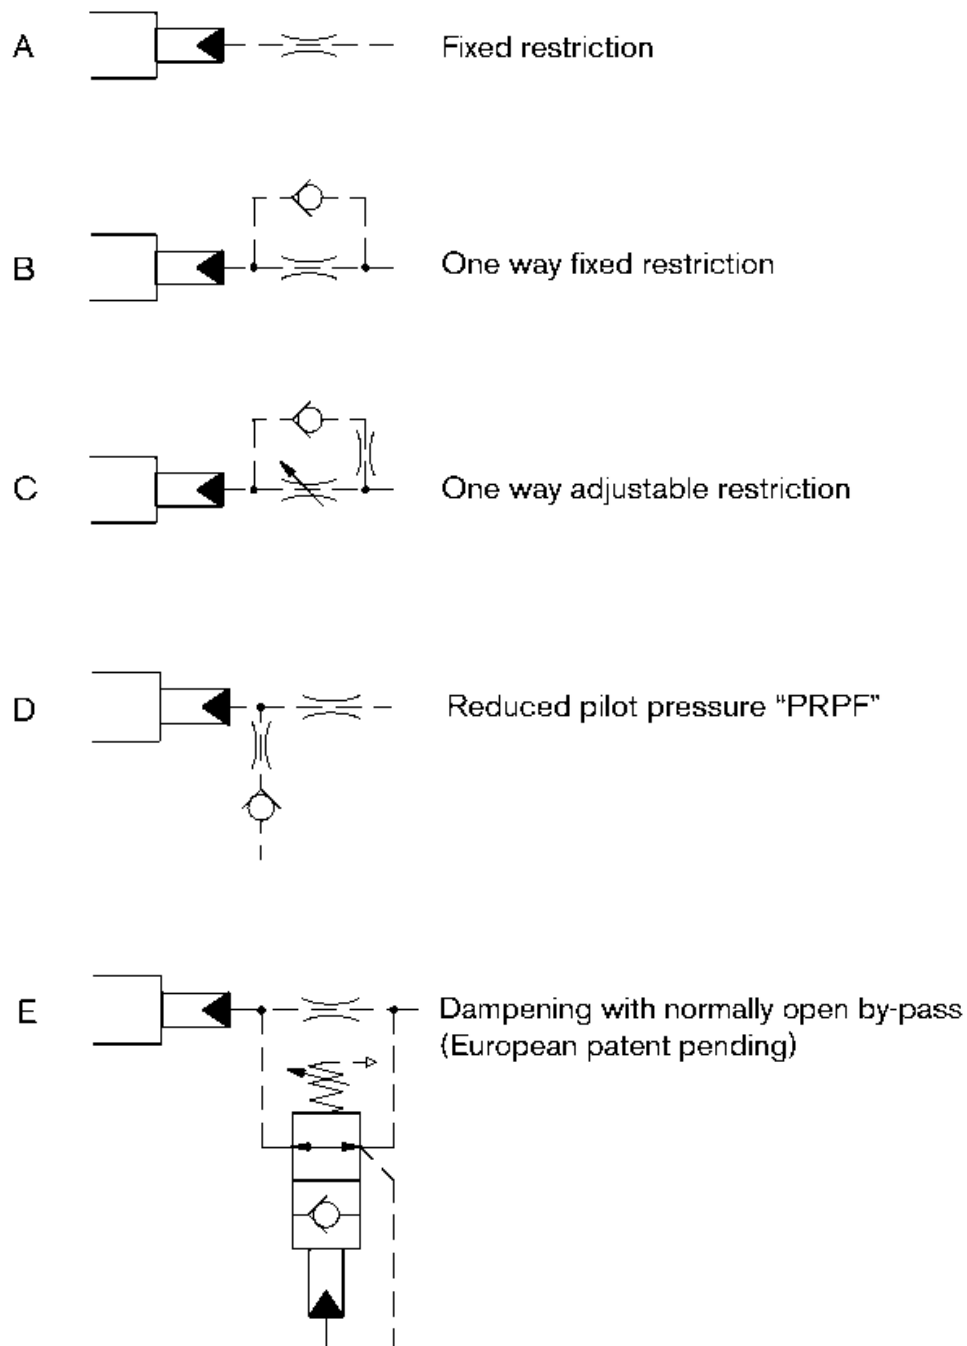 A Fixed restriction
B One way fixed restriction
C One way adjustable restriction
D Reduced pilot pressure “PRPF”
E Dampening with normally open by-pass
(European patent pending)